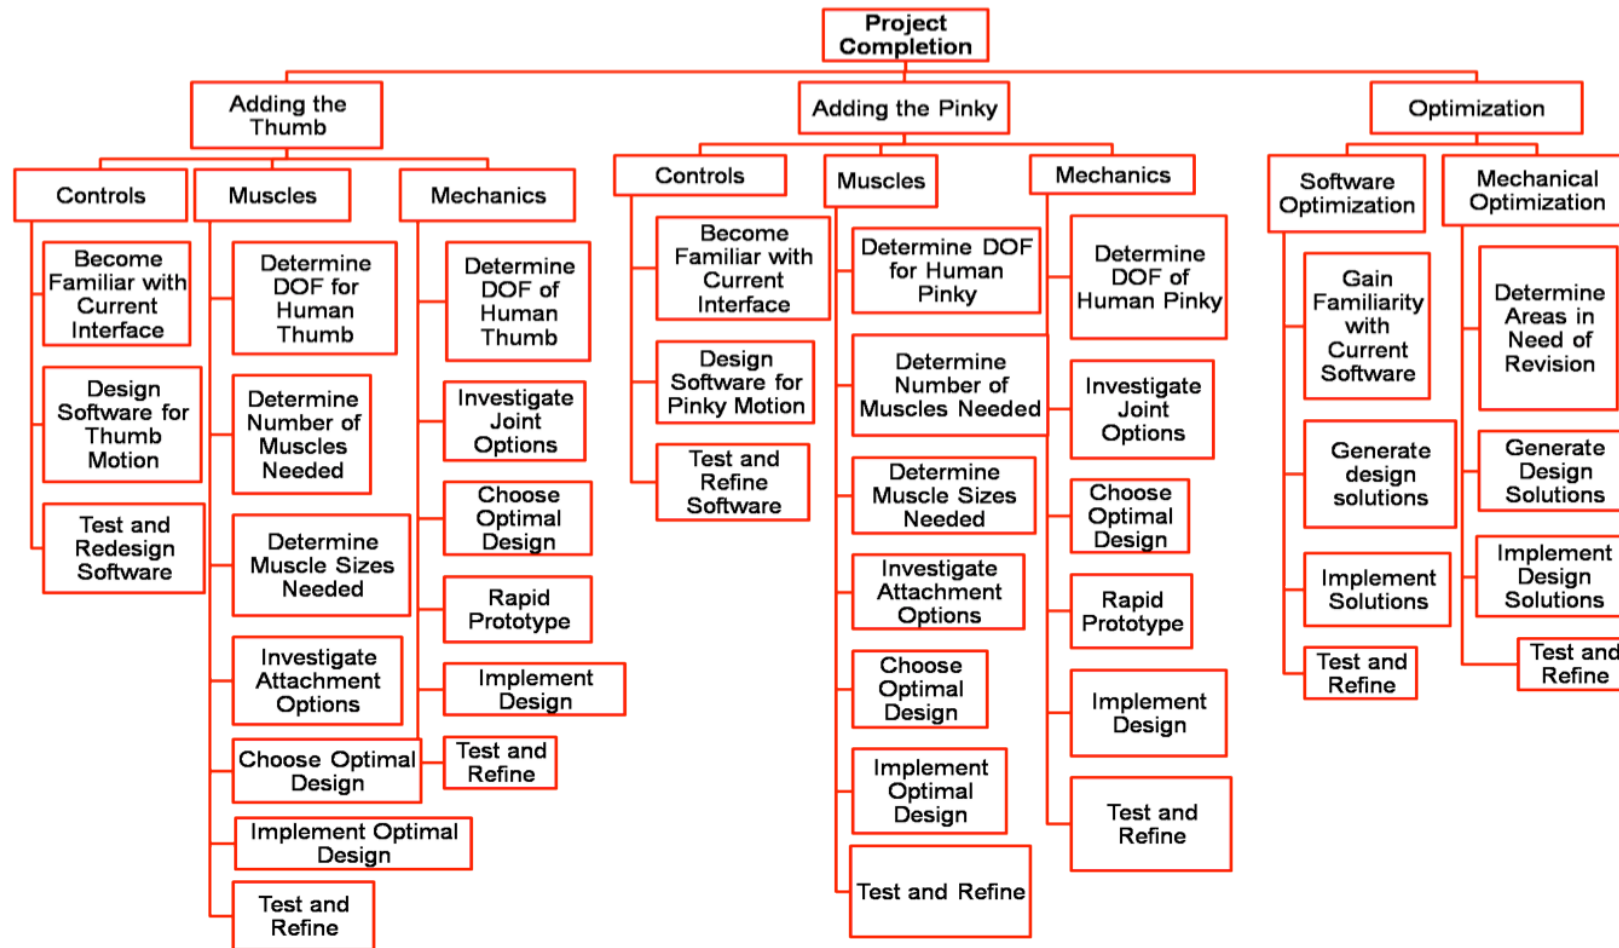 Project
Completion
Adding the
Thumb
Adding the Pinky
Optimization
Controls
Muscles
Mechanics
Controls
Muscles
Mechanics
Software
Optimization
Mechanical
Optimization
Become
Familiar with
Current
Interface
Design
Software for
Thumb
Motion
Test and
Redesign
Software
Determine
DOF for
Human
Thumb
Determine
Number of
Muscles
Needed
Determine
Muscle Sizes
Needed
Investigate
Attachment
Options
Choose Optimal
Design
Implement Optimal
Design
Test and
Refine
Determine
DOF of
Human
Thumb
Investigate
Joint
Options
Choose
Optimal
Design
Rapid
Prototype
Implement
Design
Test and
Refine
Become
Familiar with
Current
Interface
Design
Software for
Pinky Motion
Test and
Refine
Software
Determine DOF
for Human
Pinky
Determine
Number of
Muscles Needed
Determine
Muscle Sizes
Needed
Investigate
Attachment
Options
Choose
Optimal
Design
Implement
Optimal
Design
Test and Refine
Determine
DOF of
Human Pinky
Investigate
Joint
Options
Choose
Optimal
Design
Rapid
Prototype
Implement
Design
Test and
Refine
Gain
Familiarity
with
Current
Software
Generate
design
solutions
Implement
Solutions
Test and
Refine
Determine
Areas in
Need of
Revision
Generate
Design
Solutions
Implement
Design
Solutions
Test and
Refine